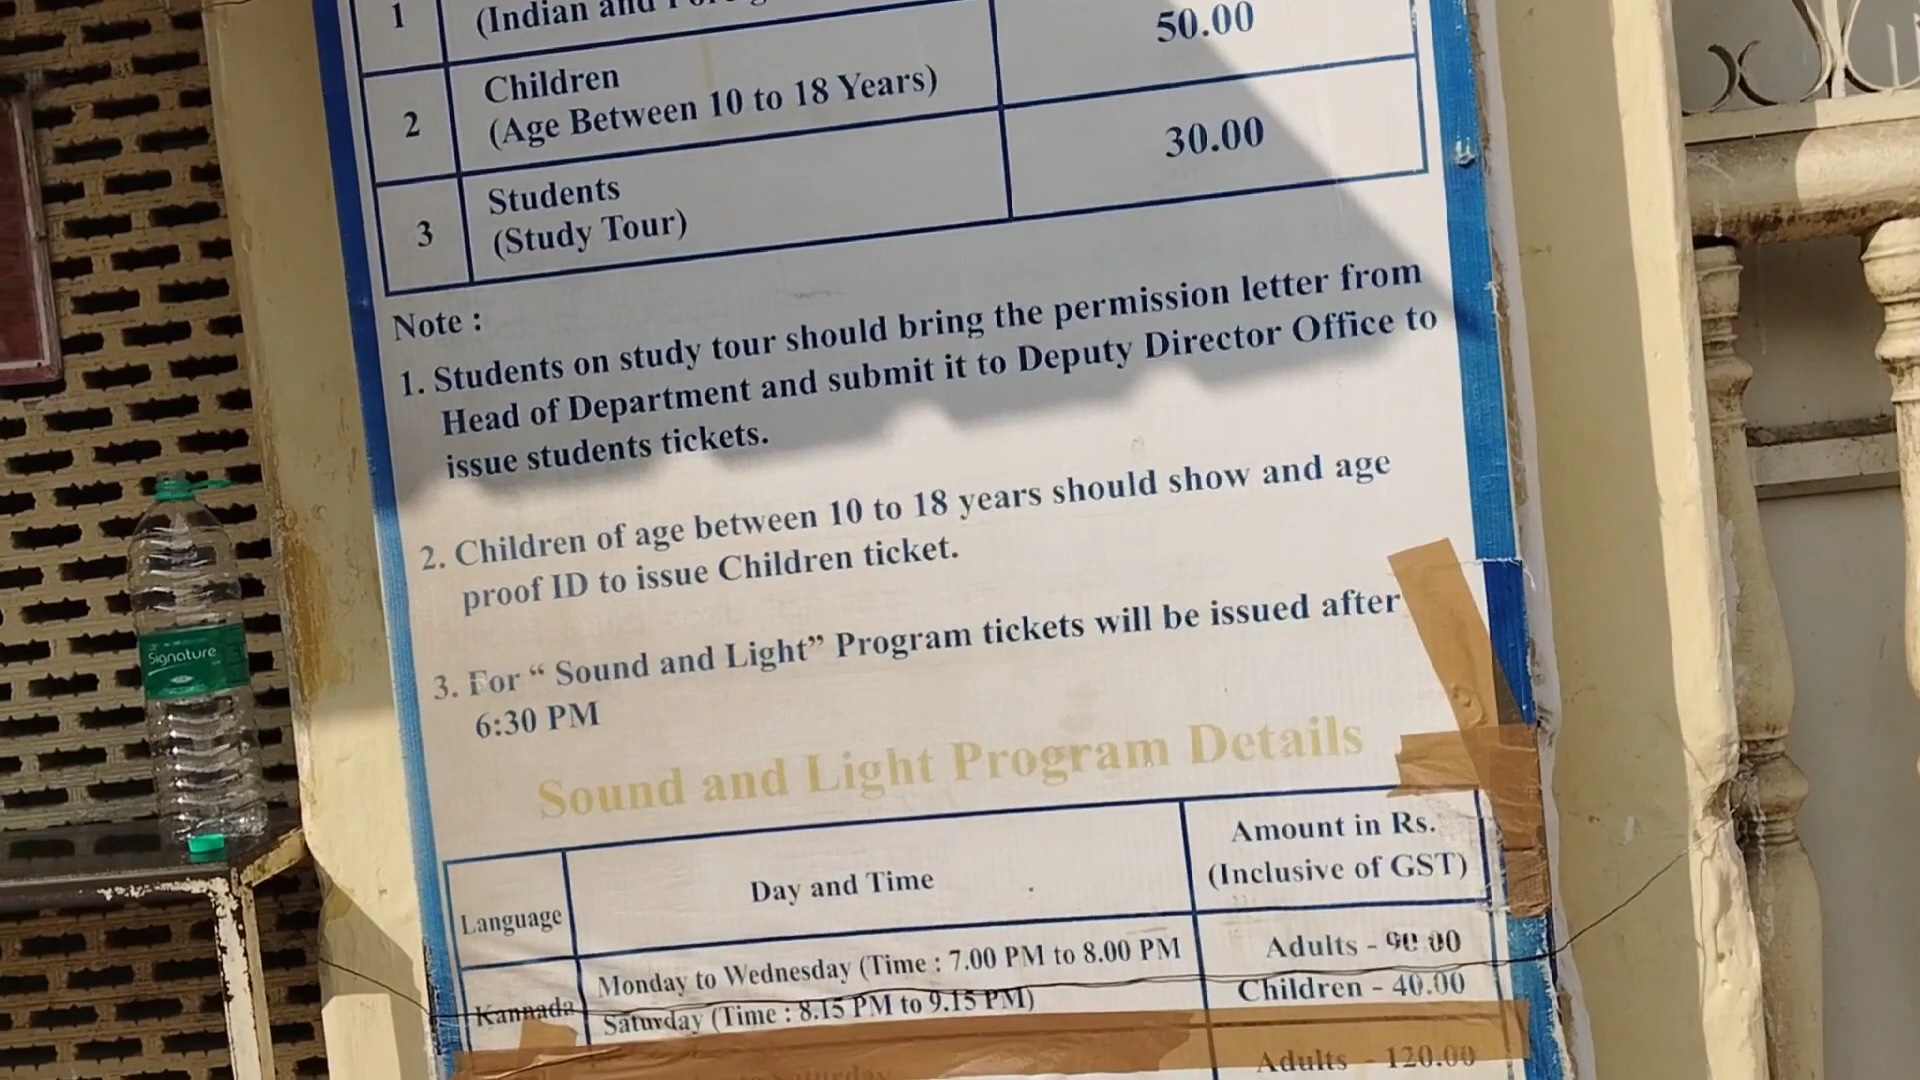 1
(Indian and
50.00
2
Children
(Age Between 10 to 18 Years)
30.00
3
Students
(Study Tour)
Note :
1. Students on study tour should bring the permission letter from
Head of Department and submit it to Deputy Director Office to
issue students tickets.
2. Children of age between 10 to 18 years should show and age
proof ID to issue Children ticket.
3. For “ Sound and Light” Program tickets will be issued after
6:30 PM
Signature
Sound and Light Program Details
Language
Day and Time
Amount in Rs.
(Inclusive of GST)
Kannada
Monday to Wednesday (Time : 7.00 PM to 8.00 PM
Saturday (Time : 8.15 PM to 9.15 PM)
Adults - 90.00
Children - 40.00
Adults - 120.00